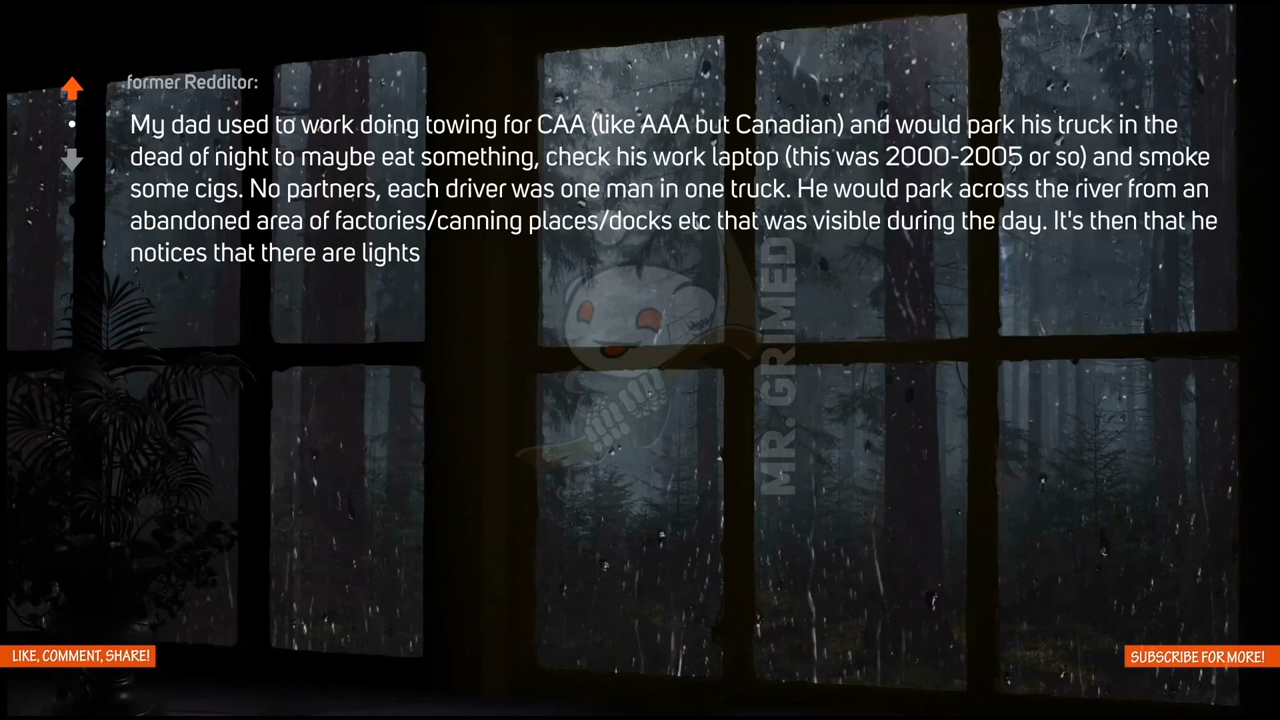 former Redditor:
My dad used to work doing towing for CAA (like AAA but Canadian) and would park his truck in the
dead of night to maybe eat something, check his work laptop (this was 2000-2005 or so) and smoke
some cigs. No partners, each driver was one man in one truck. He would park across the river from an
abandoned area of factories/canning places/docks etc that was visible during the day. It's then that he
notices that there are lights
MR. GRIMED
LIKE, COMMENT, SHARE!
SUBSCRIBE FOR MORE!